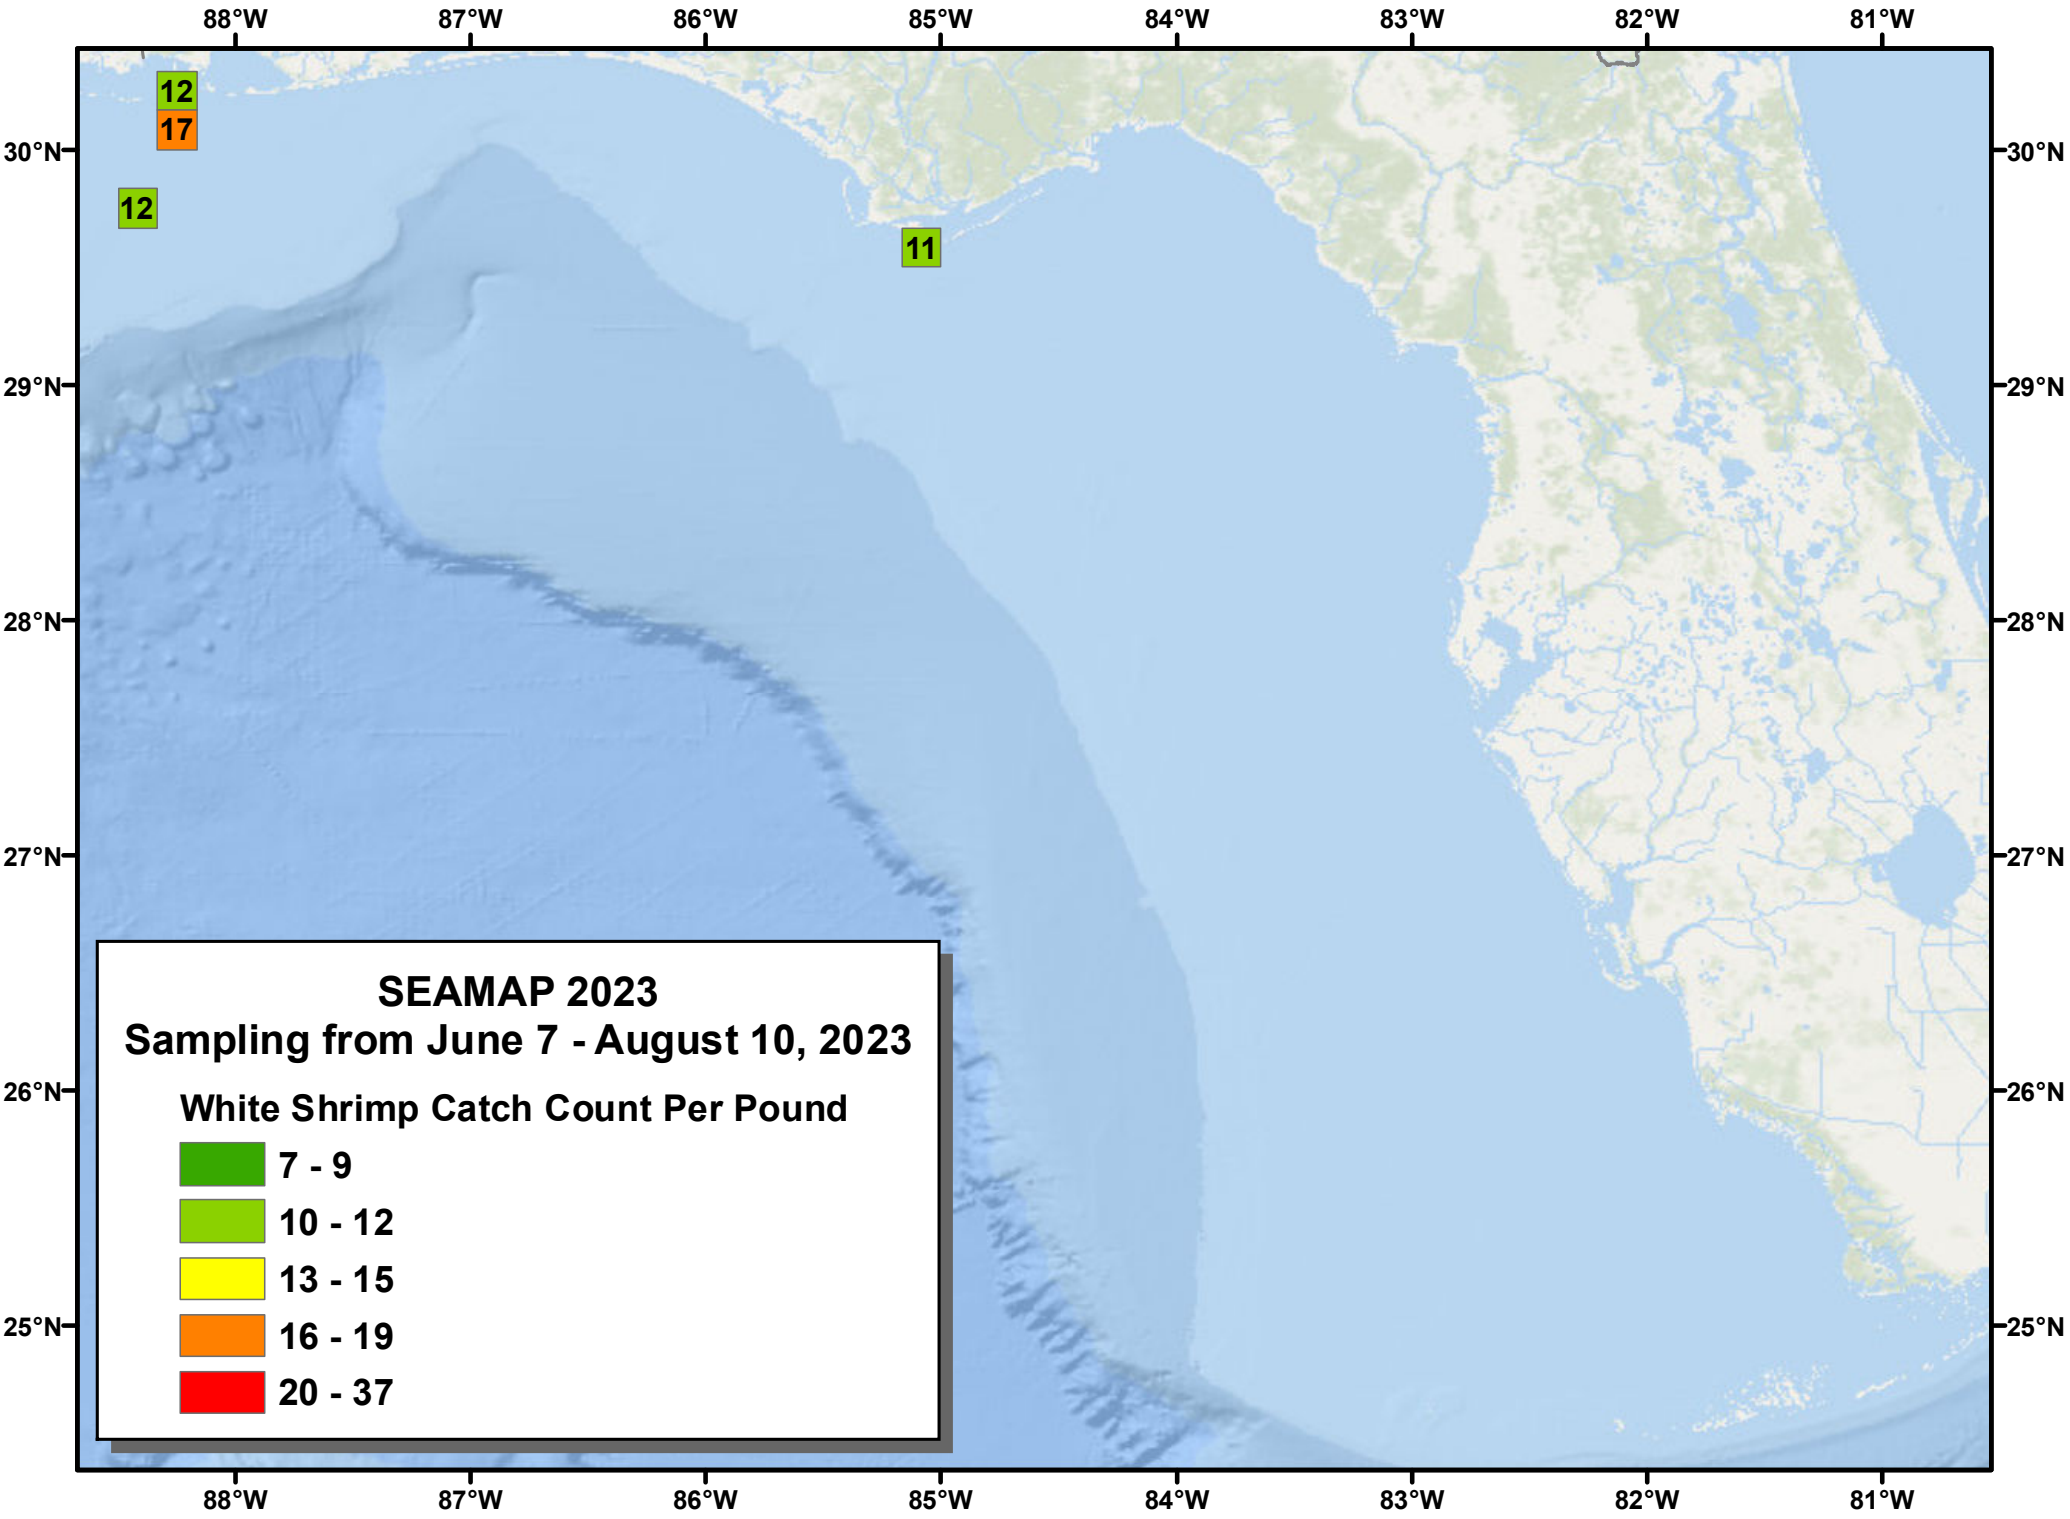 88°W 87°W 86°W 85°W 84°W 83°W 82°W 81°W
12
17
30°N 30°N
12
11
29°N 29°N
28°N 28°N
27°N 27°N
SEAMAP 2023
Sampling from June 7 - August 10, 2023
26°N 26°N
White Shrimp Catch Count Per Pound
7 - 9
10 - 12
13 - 15
25°N 25°N
16 - 19
20 - 37
88°W 87°W 86°W 85°W 84°W 83°W 82°W 81°W